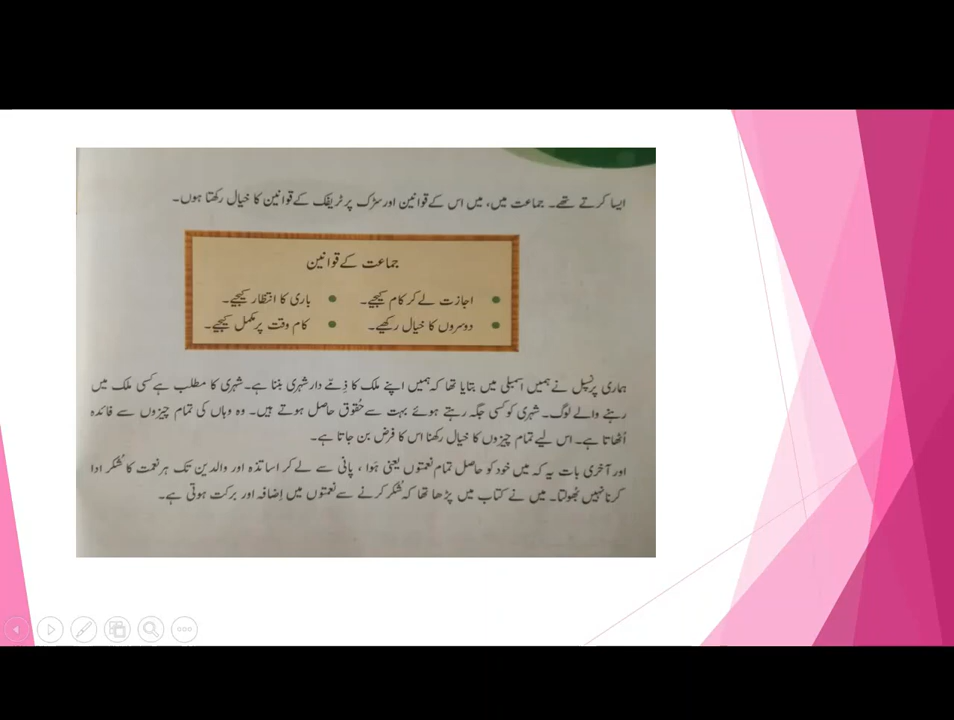 ایسا کرتے تھے۔ جماعت میں، میں اس کے قوانین اور سڑک پر ٹریفک کے قوانین کا خیال رکھتا ہوں۔
جماعت کے قوانین
اجازت لے کر کام کیجیے۔ • باری کا انتظار کیجیے۔ •
دوسروں کا خیال رکھیے۔ • کام وقت پر مکمل کیجیے۔ •
ہماری پرنسپل نے ہمیں اسمبلی میں بتایا تھا کہ ہمیں اپنے ملک کا ذِمّے دار شہری بننا ہے۔ شہری کا مطلب ہے کسی ملک میں
رہنے والے لوگ۔ شہری کو کسی جگہ رہتے ہوئے بہت سے حُقوق حاصل ہوتے ہیں۔ وہ وہاں کی تمام چیزوں سے فائدہ
اُٹھاتا ہے۔ اس لیے تمام چیزوں کا خیال رکھنا اس کا فرض بن جاتا ہے۔
اور آخری بات یہ کہ میں خود کو حاصل تمام نعمتوں یعنی ہَوا، پانی سے لے کر اساتذہ اور والدین تک ہر نعمت کا شُکر ادا
کرنا نہیں بُھولتا۔ میں نے کتاب میں پڑھا تھا کہ شُکر کرنے سے نعمتوں میں اِضافہ اور برکت ہوتی ہے۔